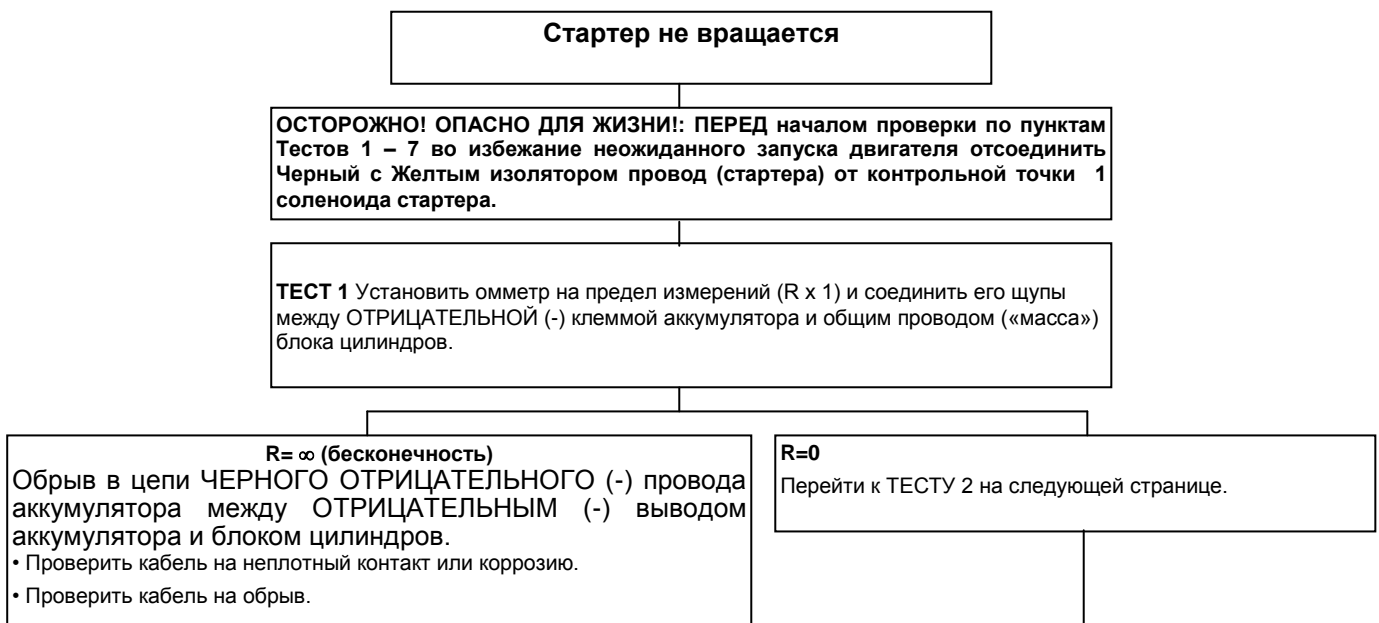 Стартер не вращается
ОСТОРОЖНО! ОПАСНО ДЛЯ ЖИЗНИ!: ПЕРЕД началом проверки по пунктам
Тестов 1 – 7 во избежание неожиданного запуска двигателя отсоединить
Черный с Желтым изолятором провод (стартера) от контрольной точки 1
соленоида стартера.
ТЕСТ 1 Установить омметр на предел измерений (R x 1) и соединить его щупы
между ОТРИЦАТЕЛЬНОЙ (-) клеммой аккумулятора и общим проводом («масса»)
блока цилиндров.
R= ∞ (бесконечность)
Обрыв в цепи ЧЕРНОГО ОТРИЦАТЕЛЬНОГО (-) провода
аккумулятора между ОТРИЦАТЕЛЬНЫМ (-) выводом
аккумулятора и блоком цилиндров.
• Проверить кабель на неплотный контакт или коррозию.
• Проверить кабель на обрыв.
R=0
Перейти к ТЕСТУ 2 на следующей странице.